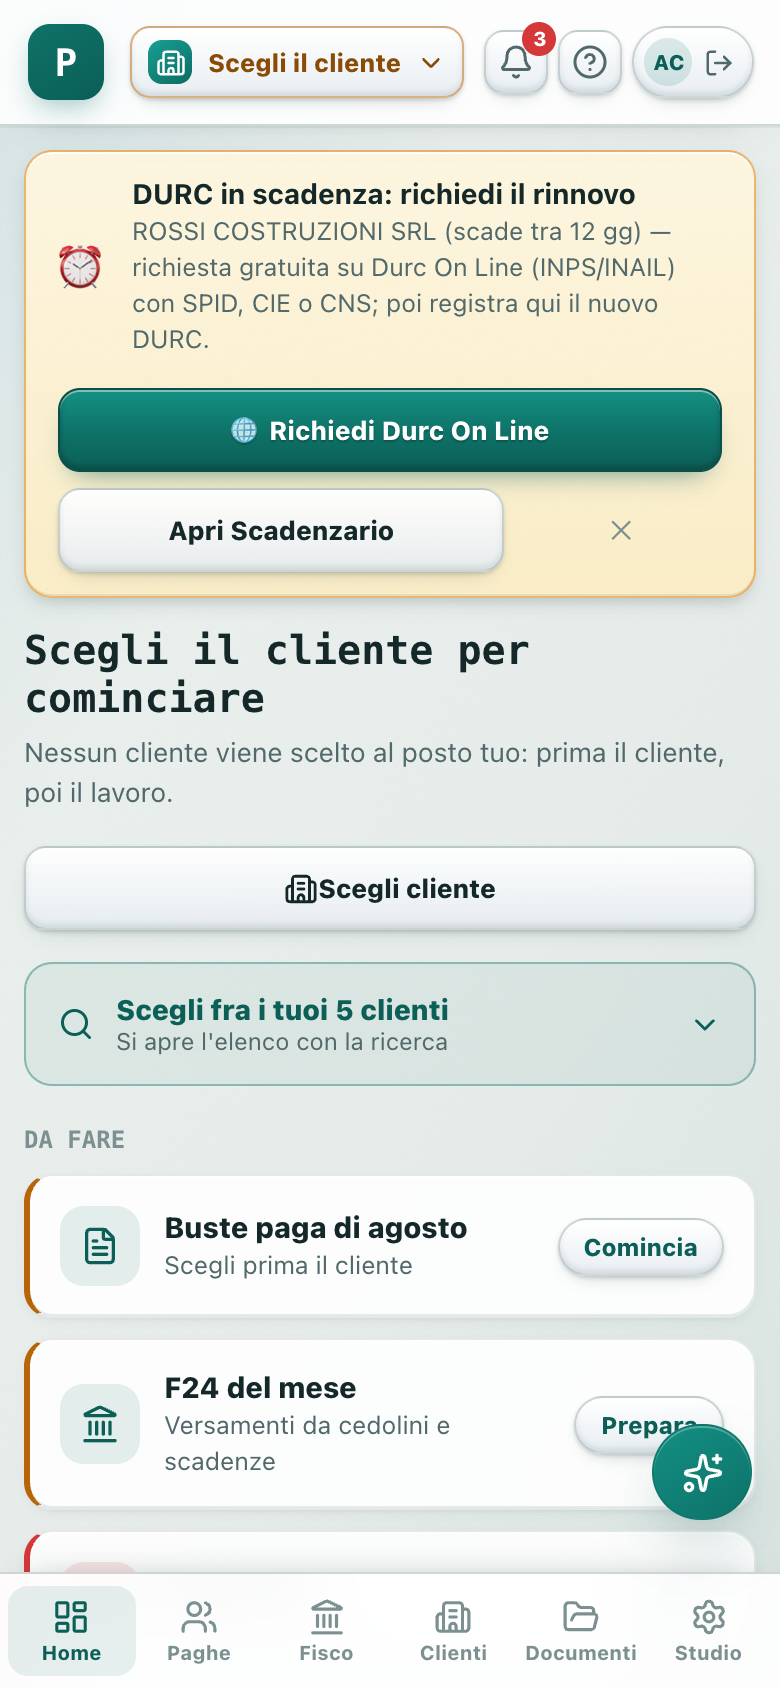 P
Scegli il cliente
3
AC
DURC in scadenza: richiedi il rinnovo
ROSSI COSTRUZIONI SRL (scade tra 12 gg) —
richiesta gratuita su Durc On Line (INPS/INAIL)
con SPID, CIE o CNS; poi registra qui il nuovo
DURC.
Richiedi Durc On Line
Apri Scadenzario
Scegli il cliente per
cominciare
Nessun cliente viene scelto al posto tuo: prima il cliente,
poi il lavoro.
Scegli cliente
Scegli fra i tuoi 5 clienti
Si apre l'elenco con la ricerca
DA FARE
Buste paga di agosto
Scegli prima il cliente
Comincia
F24 del mese
Versamenti da cedolini e
scadenze
Prepara
Home
Paghe
Fisco
Clienti
Documenti
Studio